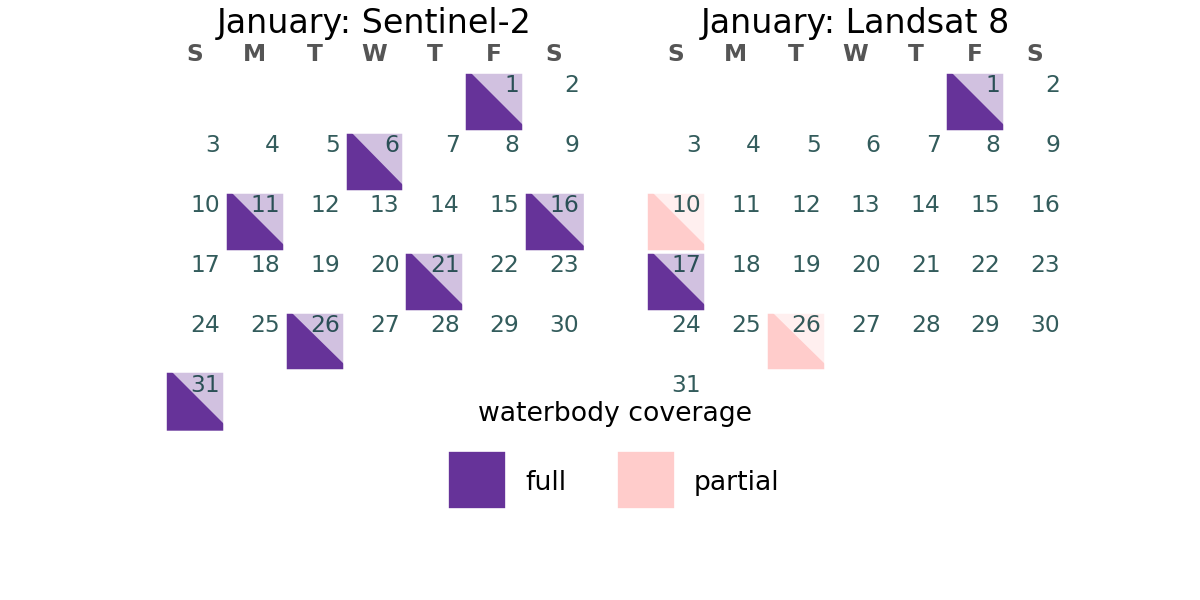 January: Sentinel-2
S M T W T F S
1 2
3 4 5 6 7 8 9
10 11 12 13 14 15 16
17 18 19 20 21 22 23
24 25 26 27 28 29 30
31
January: Landsat 8
S M T W T F S
1 2
3 4 5 6 7 8 9
10 11 12 13 14 15 16
17 18 19 20 21 22 23
24 25 26 27 28 29 30
31
waterbody coverage
full partial